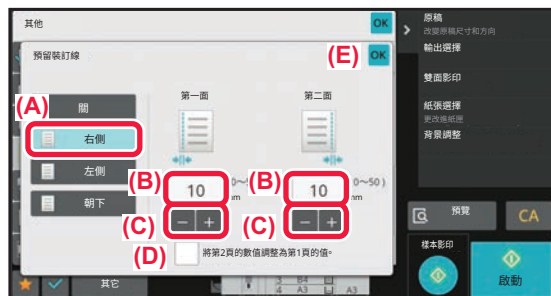 其他
OK
原稿
改變原稿尺寸和方向
輸出選擇
預留裝訂線
(E)
OK
雙面影印
(A)
關
第一面
第二面
紙張選擇
更改進紙匣
右側
背景調整
左側
(B)
10
(B)
10
0~50 )
mm
朝下
(C)
- +
(C)
- +
預覽
CA
(D)
將第2頁的數值調整為第1頁的值。
樣本影印
其它
3 B4
4 A3
A3
啟動